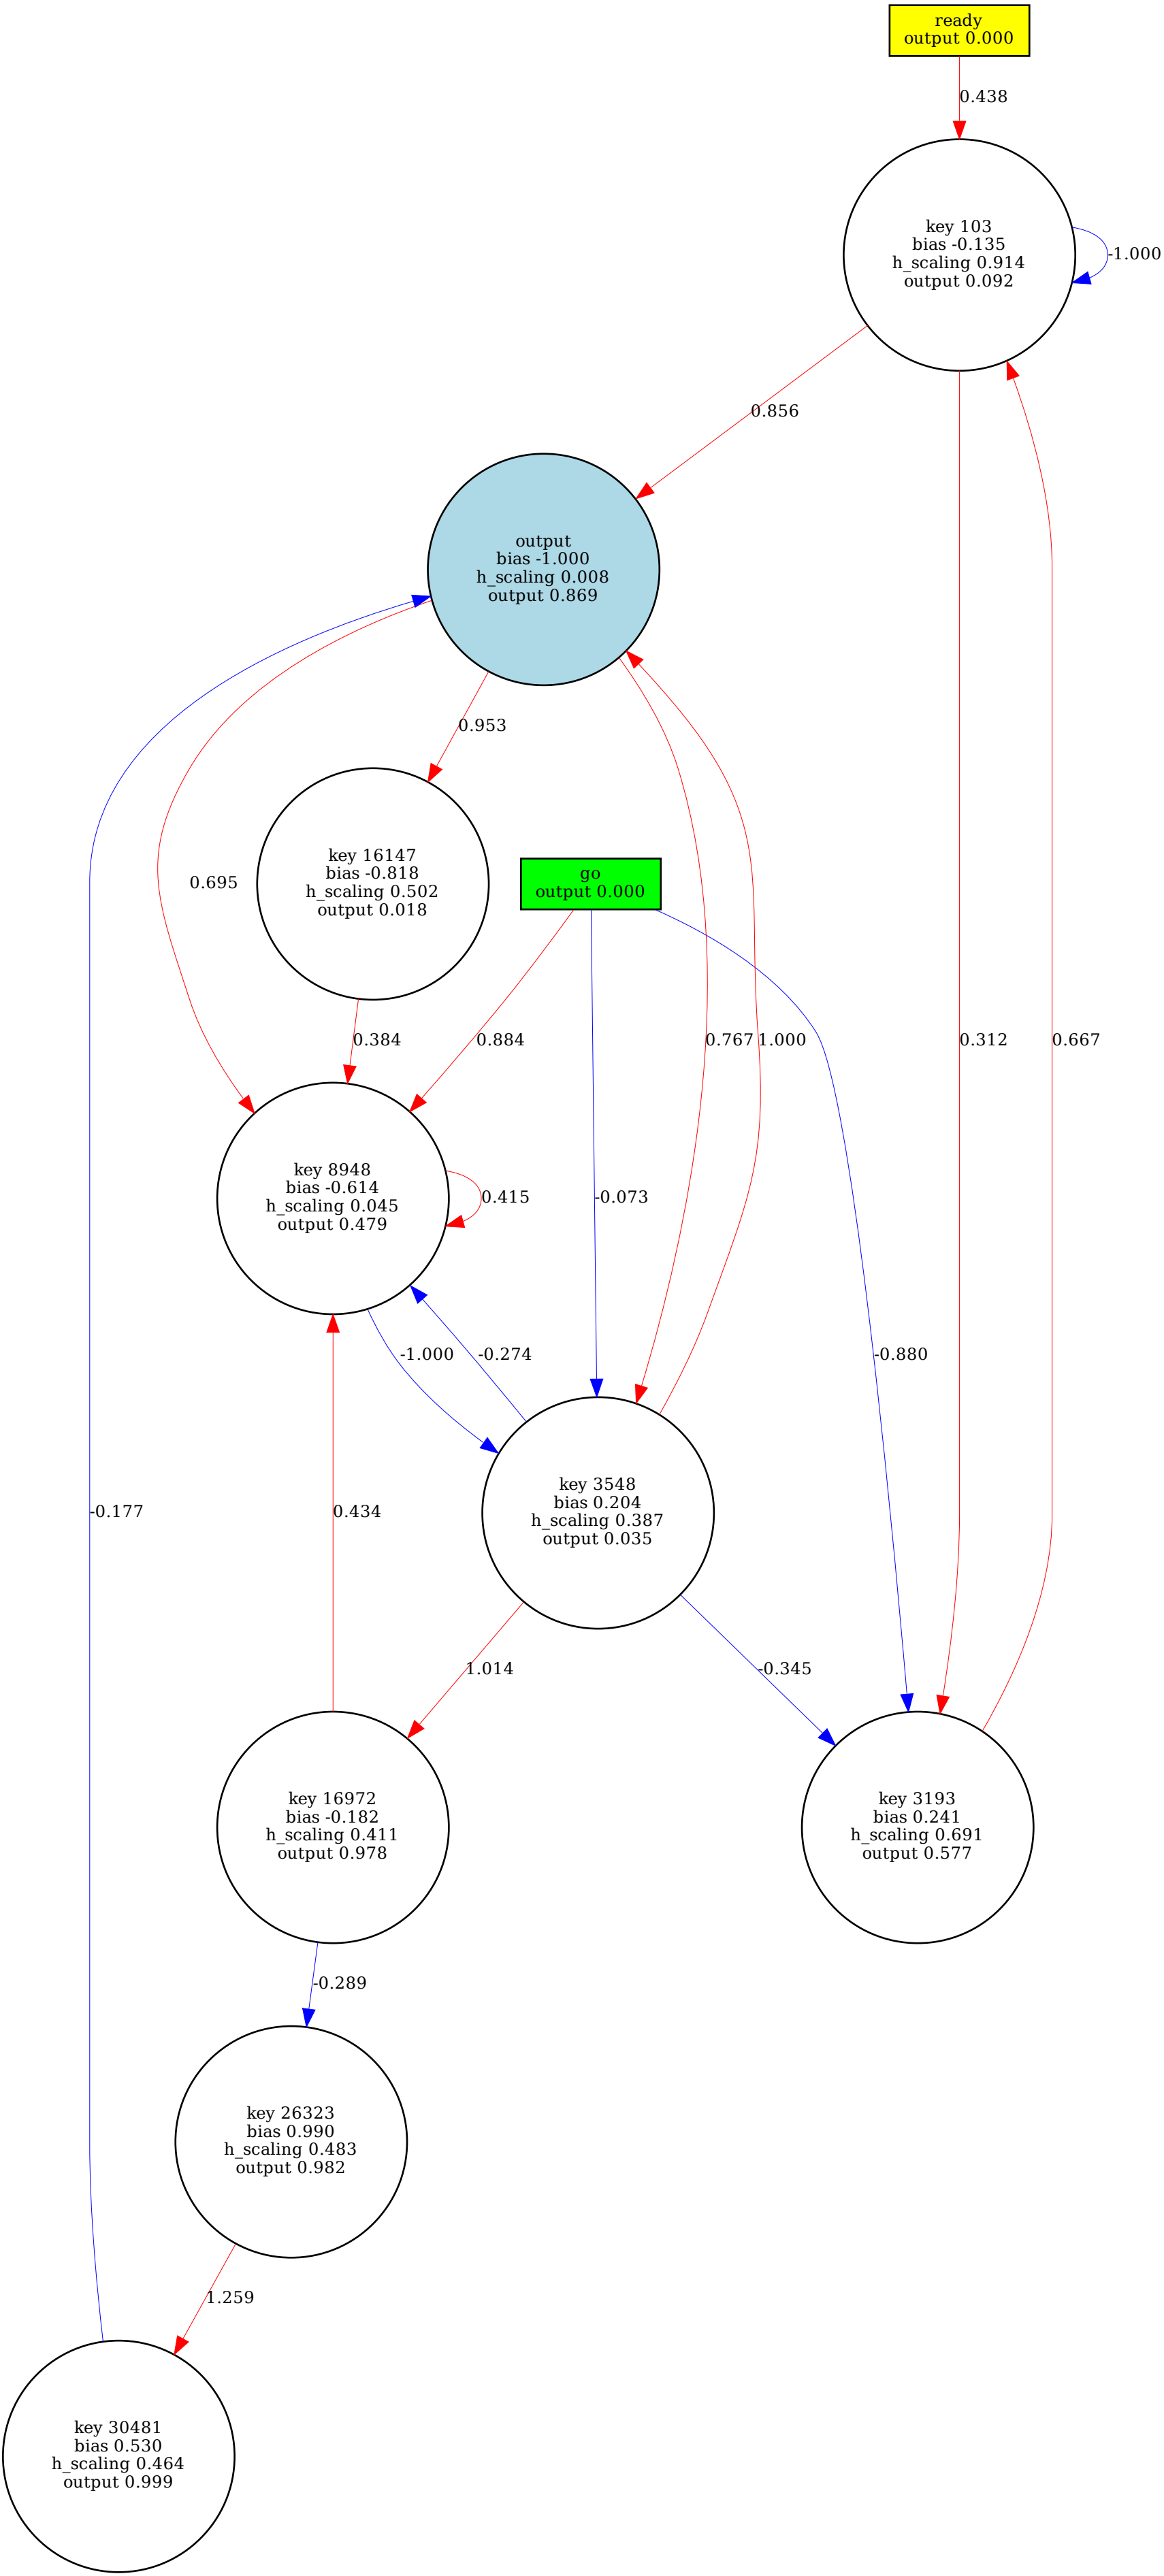 ready
output 0.000
0.438
key 103
bias -0.135
h_scaling 0.914
output 0.092
-1.000
0.856
output
bias -1.000
h_scaling 0.008
output 0.869
0.953
key 16147
bias -0.818
h_scaling 0.502
output 0.018
go
output 0.000
0.695
0.384
0.884
0.767
1.000
0.312
0.667
key 8948
bias -0.614
h_scaling 0.045
output 0.479
0.415
-0.073
-1.000
-0.274
-0.880
key 3548
bias 0.204
h_scaling 0.387
output 0.035
-0.177
0.434
1.014
-0.345
key 16972
bias -0.182
h_scaling 0.411
output 0.978
key 3193
bias 0.241
h_scaling 0.691
output 0.577
-0.289
key 26323
bias 0.990
h_scaling 0.483
output 0.982
1.259
key 30481
bias 0.530
h_scaling 0.464
output 0.999